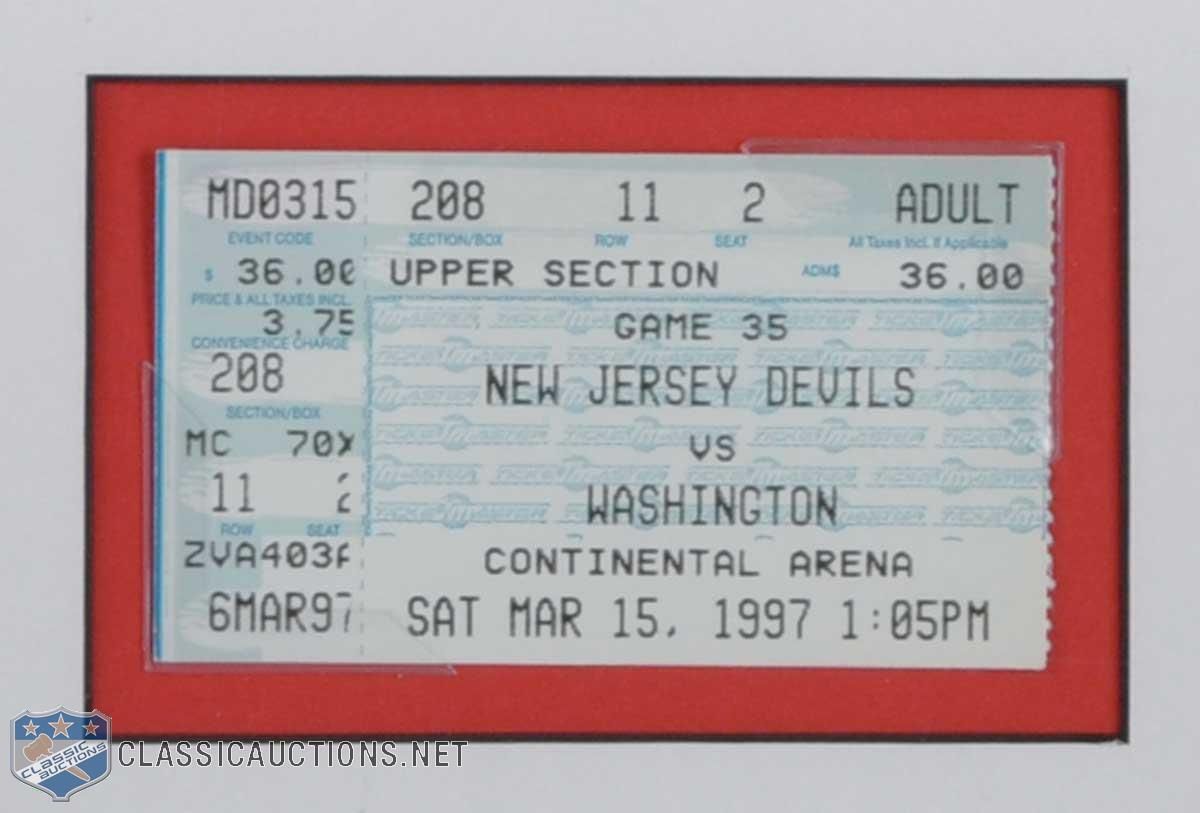 MD0315 208 11 2 ADULT
EVENT CODE SECTION/BOX ROW SEAT All Taxes Incl. If Applicable
$ 36.00 UPPER SECTION ADM$ 36.00
PRICE & ALL TAXES INCL.
3.75 GAME 35
CONVENIENCE CHARGE
208 NEW JERSEY DEVILS
SECTION/BOX
MC 70X VS
11 2 WASHINGTON
ROW SEAT
ZVA403A CONTINENTAL ARENA
6MAR97 SAT MAR 15, 1997 1:05PM
CLASSIC AUCTIONS
CLASSICAUCTIONS.NET